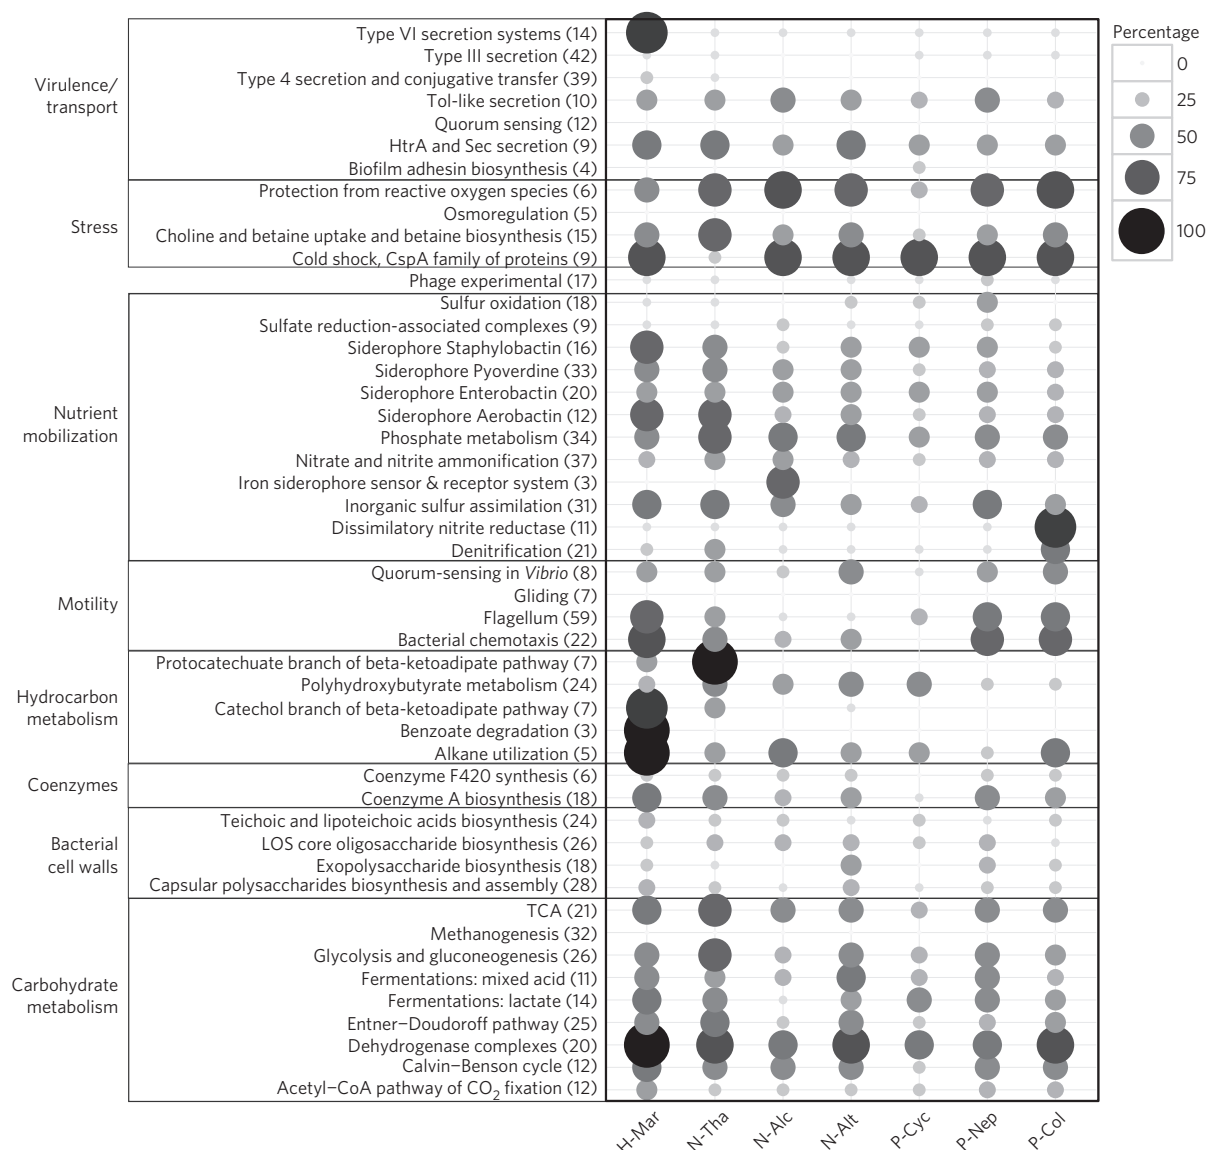 Percentage
0
25
50
75
100
Virulence/
transport
Type VI secretion systems (14)
Type III secretion (42)
Type 4 secretion and conjugative transfer (39)
Tol-like secretion (10)
Quorum sensing (12)
HtrA and Sec secretion (9)
Biofilm adhesin biosynthesis (4)
Stress
Protection from reactive oxygen species (6)
Osmoregulation (5)
Choline and betaine uptake and betaine biosynthesis (15)
Cold shock, CspA family of proteins (9)
Phage experimental (17)
Nutrient
mobilization
Sulfur oxidation (18)
Sulfate reduction-associated complexes (9)
Siderophore Staphylobactin (16)
Siderophore Pyoverdine (33)
Siderophore Enterobactin (20)
Siderophore Aerobactin (12)
Phosphate metabolism (34)
Nitrate and nitrite ammonification (37)
Iron siderophore sensor & receptor system (3)
Inorganic sulfur assimilation (31)
Dissimilatory nitrite reductase (11)
Denitrification (21)
Motility
Quorum-sensing in Vibrio (8)
Gliding (7)
Flagellum (59)
Bacterial chemotaxis (22)
Hydrocarbon
metabolism
Protocatechuate branch of beta-ketoadipate pathway (7)
Polyhydroxybutyrate metabolism (24)
Catechol branch of beta-ketoadipate pathway (7)
Benzoate degradation (3)
Alkane utilization (5)
Coenzymes
Coenzyme F420 synthesis (6)
Coenzyme A biosynthesis (18)
Bacterial
cell walls
Teichoic and lipoteichoic acids biosynthesis (24)
LOS core oligosaccharide biosynthesis (26)
Exopolysaccharide biosynthesis (18)
Capsular polysaccharides biosynthesis and assembly (28)
Carbohydrate
metabolism
TCA (21)
Methanogenesis (32)
Glycolysis and gluconeogenesis (26)
Fermentations: mixed acid (11)
Fermentations: lactate (14)
Entner−Doudoroff pathway (25)
Dehydrogenase complexes (20)
Calvin−Benson cycle (12)
Acetyl−CoA pathway of CO2 fixation (12)
H-Mar
N-Tha
N-Alc
N-Alt
P-Cyc
P-Nep
P-Col